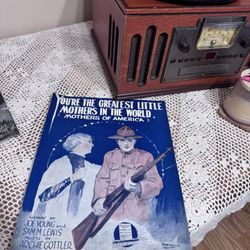 YOU'RE THE GREATEST LITTLE
MOTHERS IN THE WORLD
(MOTHERS OF AMERICA)
WORDS BY
JOE YOUNG AND
SAM M. LEWIS
MUSIC BY
ARCHIE GOTTLER